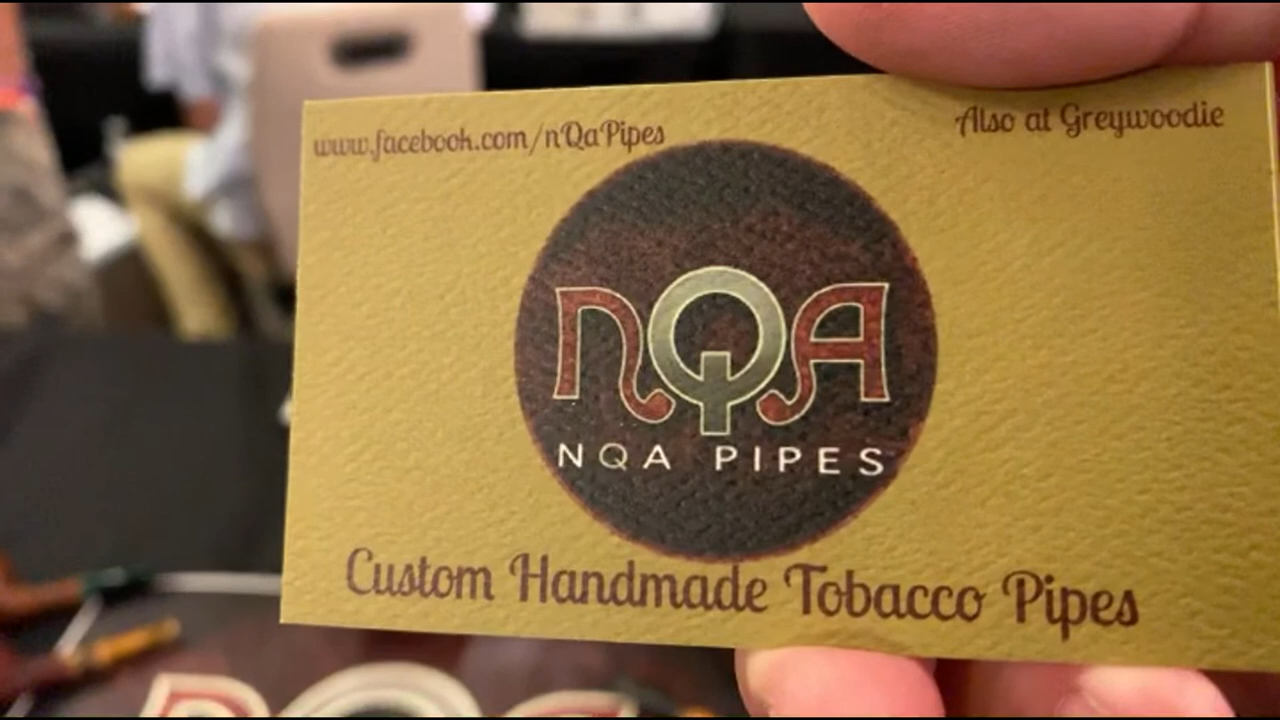 www.facebook.com/nQaPipes
Also at Greywoodie
nQA
NQA PIPES
Custom Handmade Tobacco Pipes